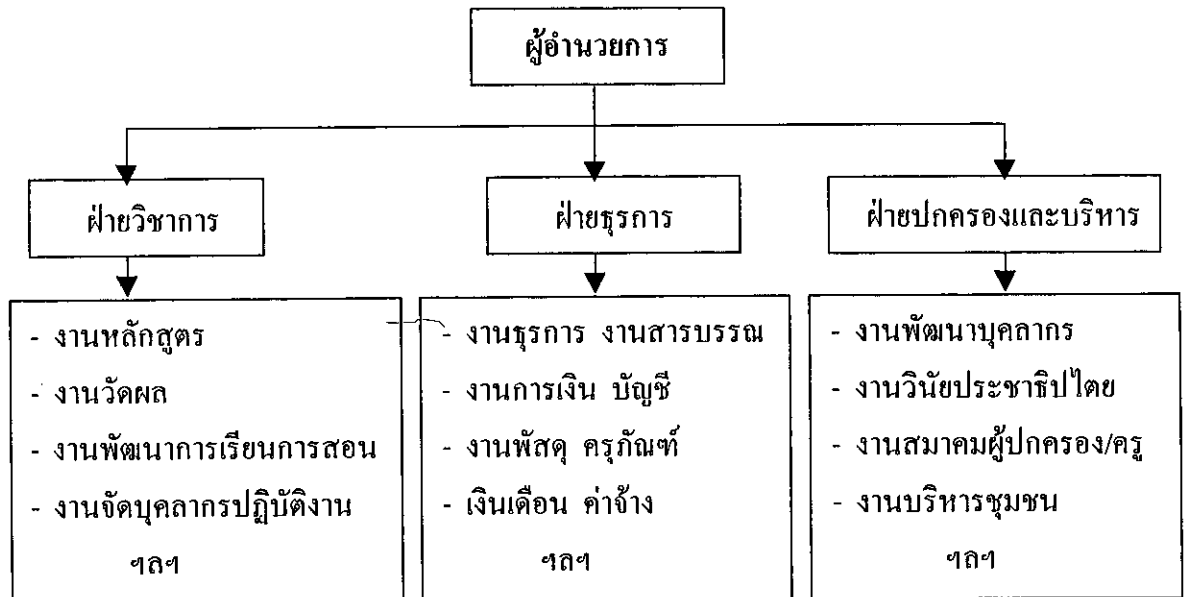 ผู้อำนวยการ
ฝ่ายวิชาการ
ฝ่ายธุรการ
ฝ่ายปกครองและบริหาร
- งานหลักสูตร
- งานวัดผล
- งานพัฒนาการเรียนการสอน
- งานจัดบุคลากรปฏิบัติงาน
ฯลฯ
- งานธุรการ งานสารบรรณ
- งานการเงิน บัญชี
- งานพัสดุ ครุภัณฑ์
- เงินเดือน ค่าจ้าง
ฯลฯ
- งานพัฒนาบุคลากร
- งานวินัยประชาธิปไตย
- งานสมาคมผู้ปกครอง/ครู
- งานบริหารชุมชน
ฯลฯ